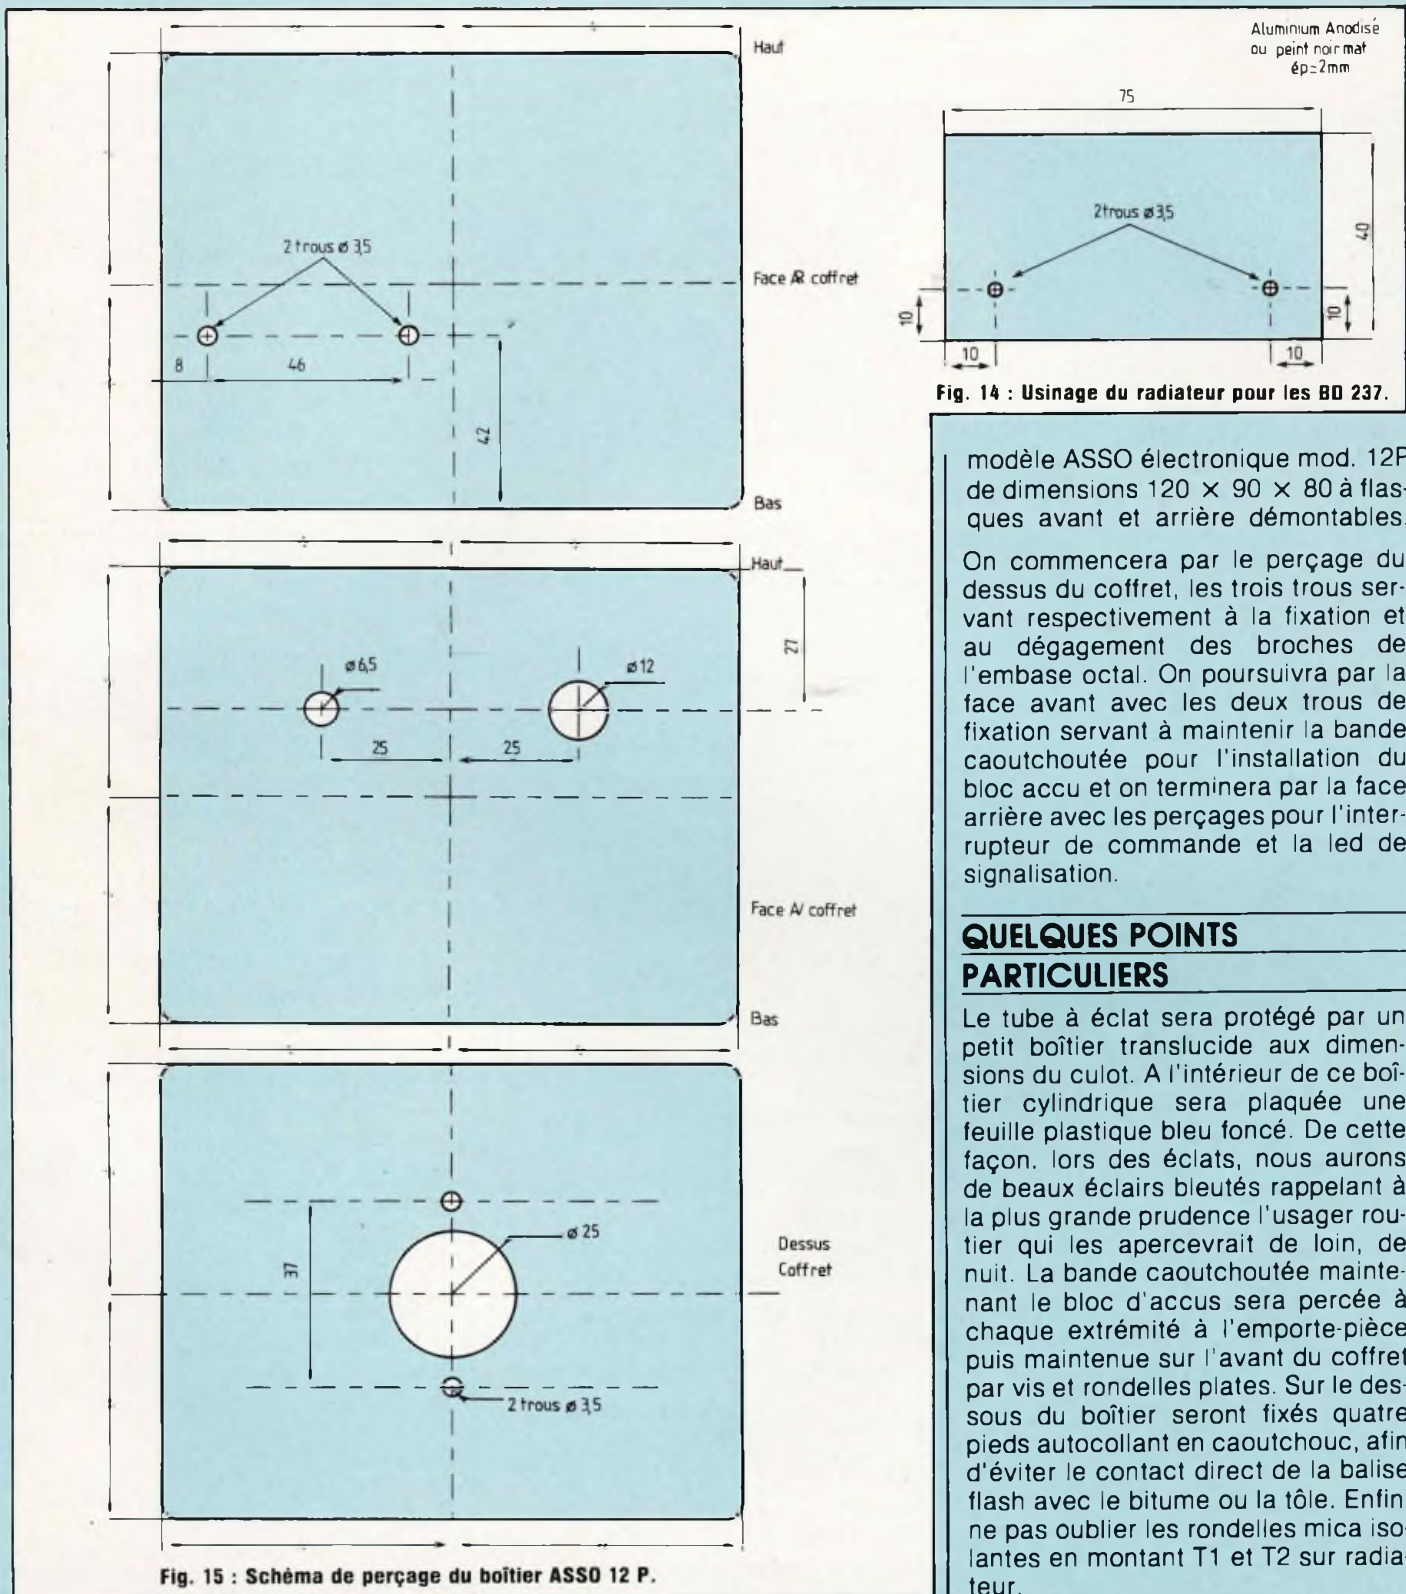 Haut
2 trous ø 3,5
Face AR coffret
8
46
42
Bas
Haut
27
ø6,5
ø12
25
25
Face AV coffret
Bas
37
ø 25
Dessus
Coffret
2 trous ø 3,5
Fig. 15 : Schéma de perçage du boîtier ASSO 12 P.
Aluminium Anodisé
ou peint noir mat
ép=2mm
75
2 trous ø3,5
40
10
10
10
10
Fig. 14 : Usinage du radiateur pour les BD 237.
modèle ASSO électronique mod. 12P
de dimensions 120 × 90 × 80 à flas-
ques avant et arrière démontables.
On commencera par le perçage du
dessus du coffret, les trois trous ser-
vant respectivement à la fixation et
au dégagement des broches de
l'embase octal. On poursuivra par la
face avant avec les deux trous de
fixation servant à maintenir la bande
caoutchoutée pour l'installation du
bloc accu et on terminera par la face
arrière avec les perçages pour l'inter-
rupteur de commande et la led de
signalisation.
QUELQUES POINTS
PARTICULIERS
Le tube à éclat sera protégé par un
petit boîtier translucide aux dimen-
sions du culot. A l'intérieur de ce boî-
tier cylindrique sera plaquée une
feuille plastique bleu foncé. De cette
façon. lors des éclats, nous aurons
de beaux éclairs bleutés rappelant à
la plus grande prudence l'usager rou-
tier qui les apercevrait de loin, de
nuit. La bande caoutchoutée mainte-
nant le bloc d'accus sera percée à
chaque extrémité à l'emporte-pièce
puis maintenue sur l'avant du coffret
par vis et rondelles plates. Sur le des-
sous du boîtier seront fixés quatre
pieds autocollant en caoutchouc, afin
d'éviter le contact direct de la balise
flash avec le bitume ou la tôle. Enfin
ne pas oublier les rondelles mica iso-
lantes en montant T1 et T2 sur radia-
teur.